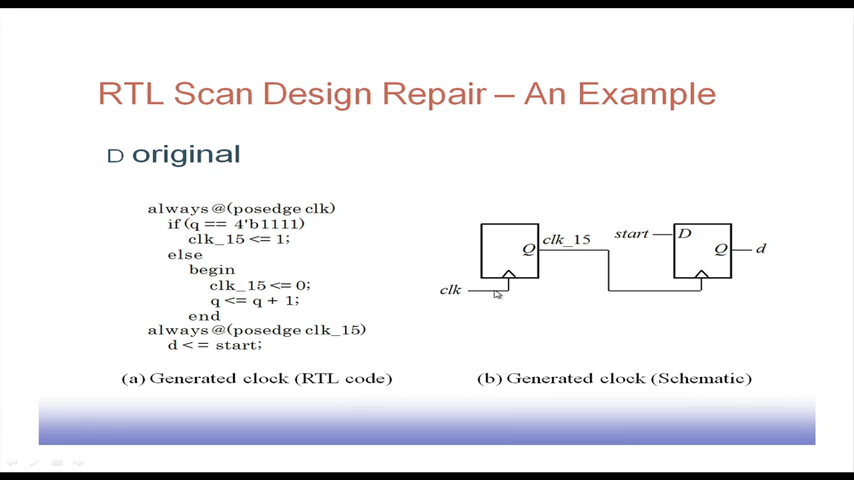 RTL Scan Design Repair – An Example
D original
always @(posedge clk)
if (q == 4'b1111)
clk_15 <= 1;
else
begin
clk_15 <= 0;
q <= q + 1;
end
always @(posedge clk_15)
d < = start;
Q
clk_15
clk
start
D
Q
d
(a) Generated clock (RTL code)
(b) Generated clock (Schematic)